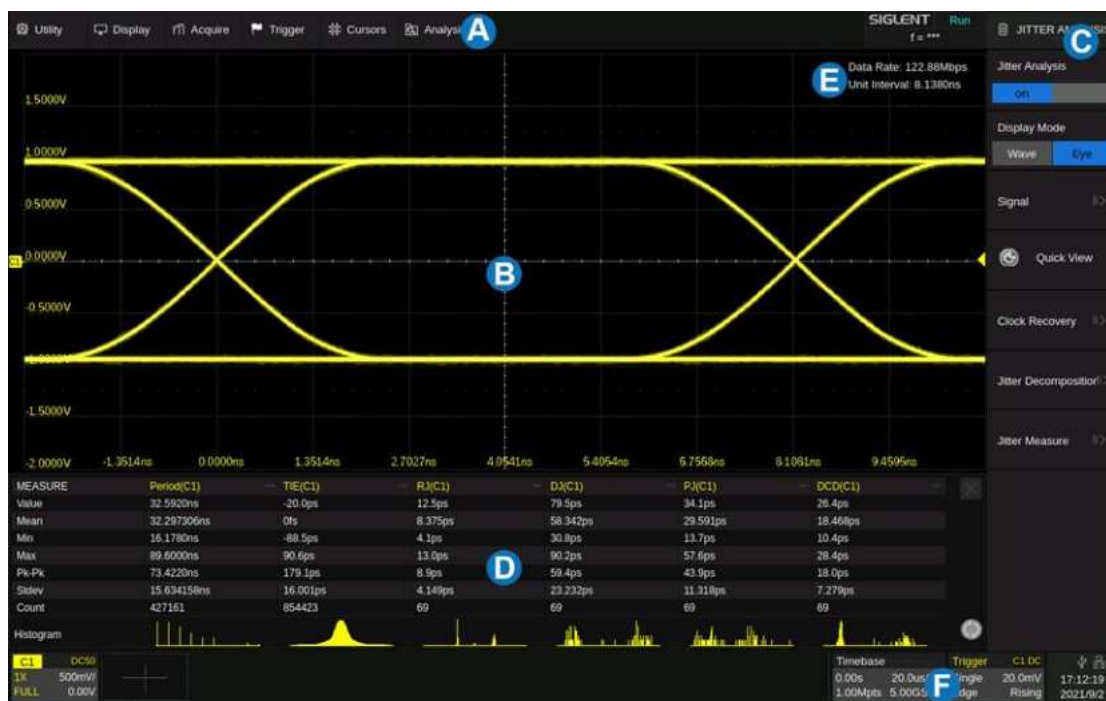 Utility Display Acquire Trigger Cursors Analysis A SIGLENT Run JITTER ANALYSIS C
f = ***
E Data Rate: 122.88Mbps
Unit Interval: 8.1380ns
Jitter Analysis
on
Display Mode
Wave Eye
Signal
Quick View
Clock Recovery
Jitter Decomposition
Jitter Measure
1.5000V
1.0000V
0.5000V
C1 0.0000V
B
-0.5000V
-1.0000V
-1.5000V
-2.0000V -1.3514ns 0.0000ns 1.3514ns 2.7027ns 4.0541ns 5.4054ns 6.7568ns 8.1081ns 9.4595ns
MEASURE Period(C1) TIE(C1) RJ(C1) DJ(C1) PJ(C1) DCD(C1)
Value 32.5920ns -20.0ps 12.5ps 79.5ps 34.1ps 26.4ps
Mean 32.297306ns 0fs 8.375ps 58.342ps 29.591ps 18.468ps
Min 16.1780ns -88.5ps 4.1ps 30.8ps 13.7ps 10.4ps
Max 89.6000ns 90.6ps 13.0ps 90.2ps 57.6ps 28.4ps
D
Pk-Pk 73.4220ns 179.1ps 8.9ps 59.4ps 43.9ps 18.0ps
Stdev 15.634158ns 16.001ps 4.149ps 23.232ps 11.318ps 7.279ps
Count 427161 854423 69 69 69 69
Histogram
C1 DC50
1X 500mV/
FULL 0.00V
Timebase
0.00s 20.0us
1.00Mpts 5.00GS
F
Trigger C1 DC
Single 20.0mV
Edge Rising
17:12:19
2021/9/2